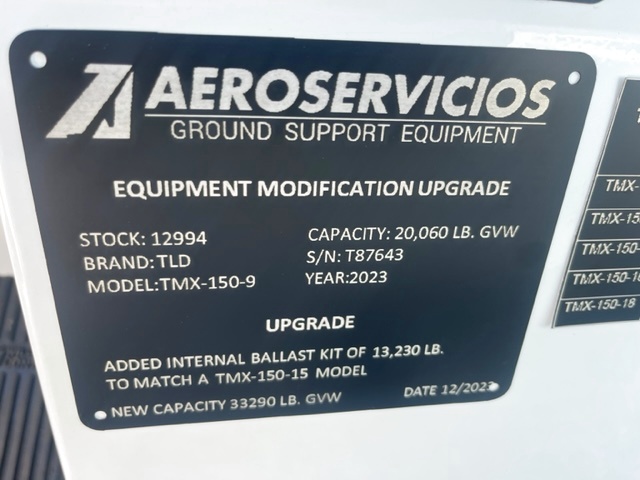 AEROSERVICIOS
GROUND SUPPORT EQUIPMENT
EQUIPMENT MODIFICATION UPGRADE
STOCK: 12994 CAPACITY: 20,060 LB. GVW
BRAND: TLD S/N: T87643
MODEL:TMX-150-9 YEAR:2023
UPGRADE
ADDED INTERNAL BALLAST KIT OF 13,230 LB.
TO MATCH A TMX-150-15 MODEL
NEW CAPACITY 33290 LB. GVW DATE 12/2023
TMX-
TMX-15
TMX-150-
TMX-150-16
TMX-150-18